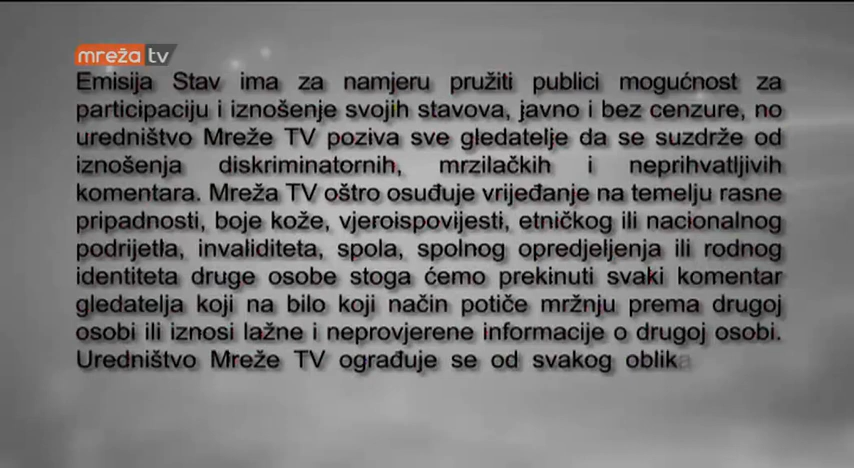 mreža tv
Emisija Stav ima za namjeru pružiti publici mogućnost za
participaciju i iznošenje svojih stavova, javno i bez cenzure, no
uredništvo Mreže TV poziva sve gledatelje da se suzdrže od
iznošenja diskriminatornih, mrzilačkih i neprihvatljivih
komentara. Mreža TV oštro osuđuje vrijeđanje na temelju rasne
pripadnosti, boje kože, vjeroispovijesti, etničkog ili nacionalnog
podrijetla, invaliditeta, spola, spolnog opredjeljenja ili rodnog
identiteta druge osobe stoga ćemo prekinuti svaki komentar
gledatelja koji na bilo koji način potiče mržnju prema drugoj
osobi ili iznosi lažne i neprovjerene informacije o drugoj osobi.
Uredništvo Mreže TV ograđuje se od svakog oblika